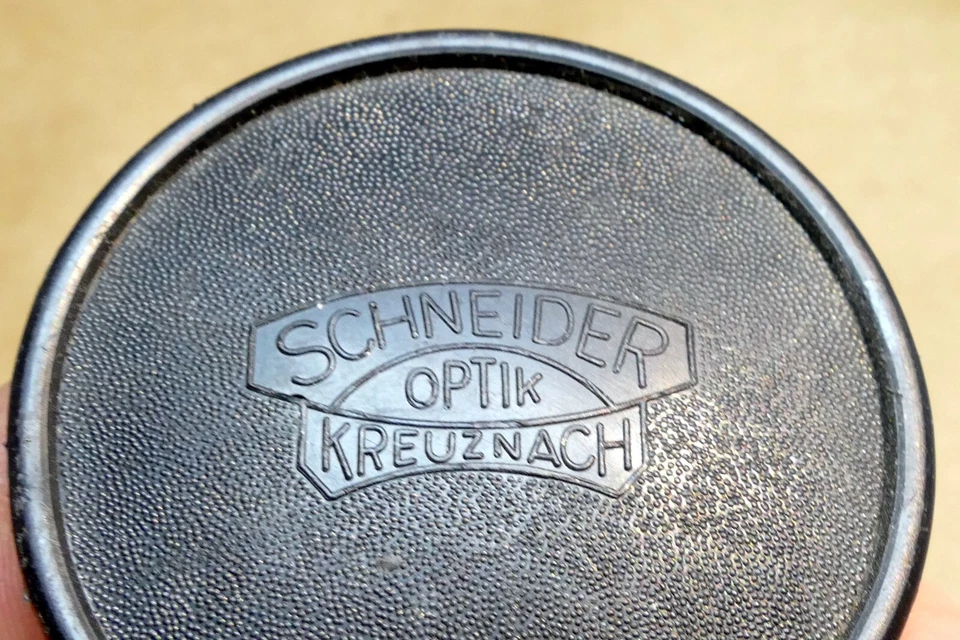 SCHNEIDER
OPTIK
KREUZNACH